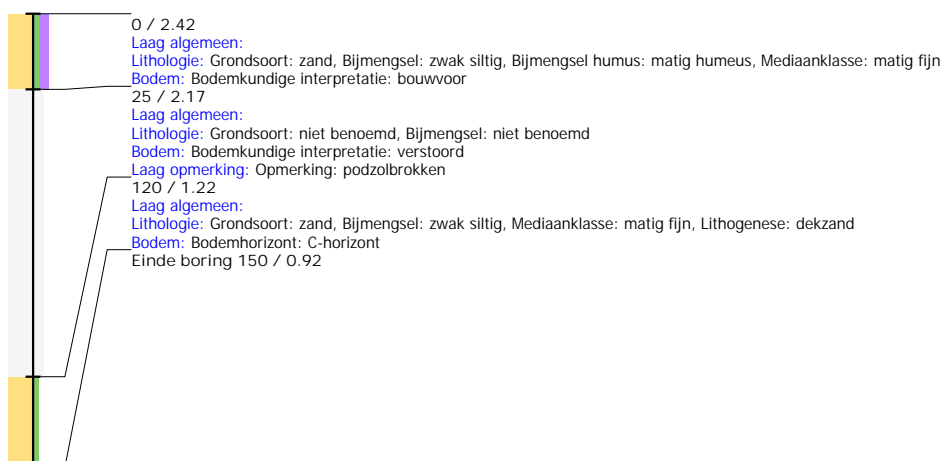 0 / 2.42
Laag algemeen:
Lithologie: Grondsoort: zand, Bijmengsel: zwak siltig, Bijmengsel humus: matig humeus, Mediaanklasse: matig fijn
Bodem: Bodemkundige interpretatie: bouwvoor
25 / 2.17
Laag algemeen:
Lithologie: Grondsoort: niet benoemd, Bijmengsel: niet benoemd
Bodem: Bodemkundige interpretatie: verstoord
Laag opmerking: Opmerking: podzolbrokken
120 / 1.22
Laag algemeen:
Lithologie: Grondsoort: zand, Bijmengsel: zwak siltig, Mediaanklasse: matig fijn, Lithogenese: dekzand
Bodem: Bodemhorizont: C-horizont
Einde boring 150 / 0.92